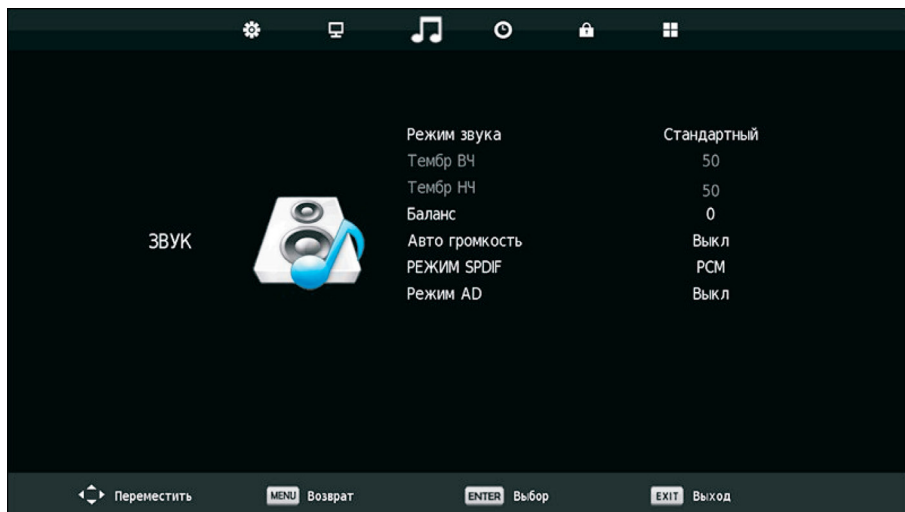 Режим звука Стандартный
Тембр ВЧ 50
Тембр НЧ 50
Баланс 0
ЗВУК
Авто громкость Выкл
РЕЖИМ SPDIF PCM
Режим AD Выкл
Переместить MENU Возврат ENTER Выбор EXIT Выход